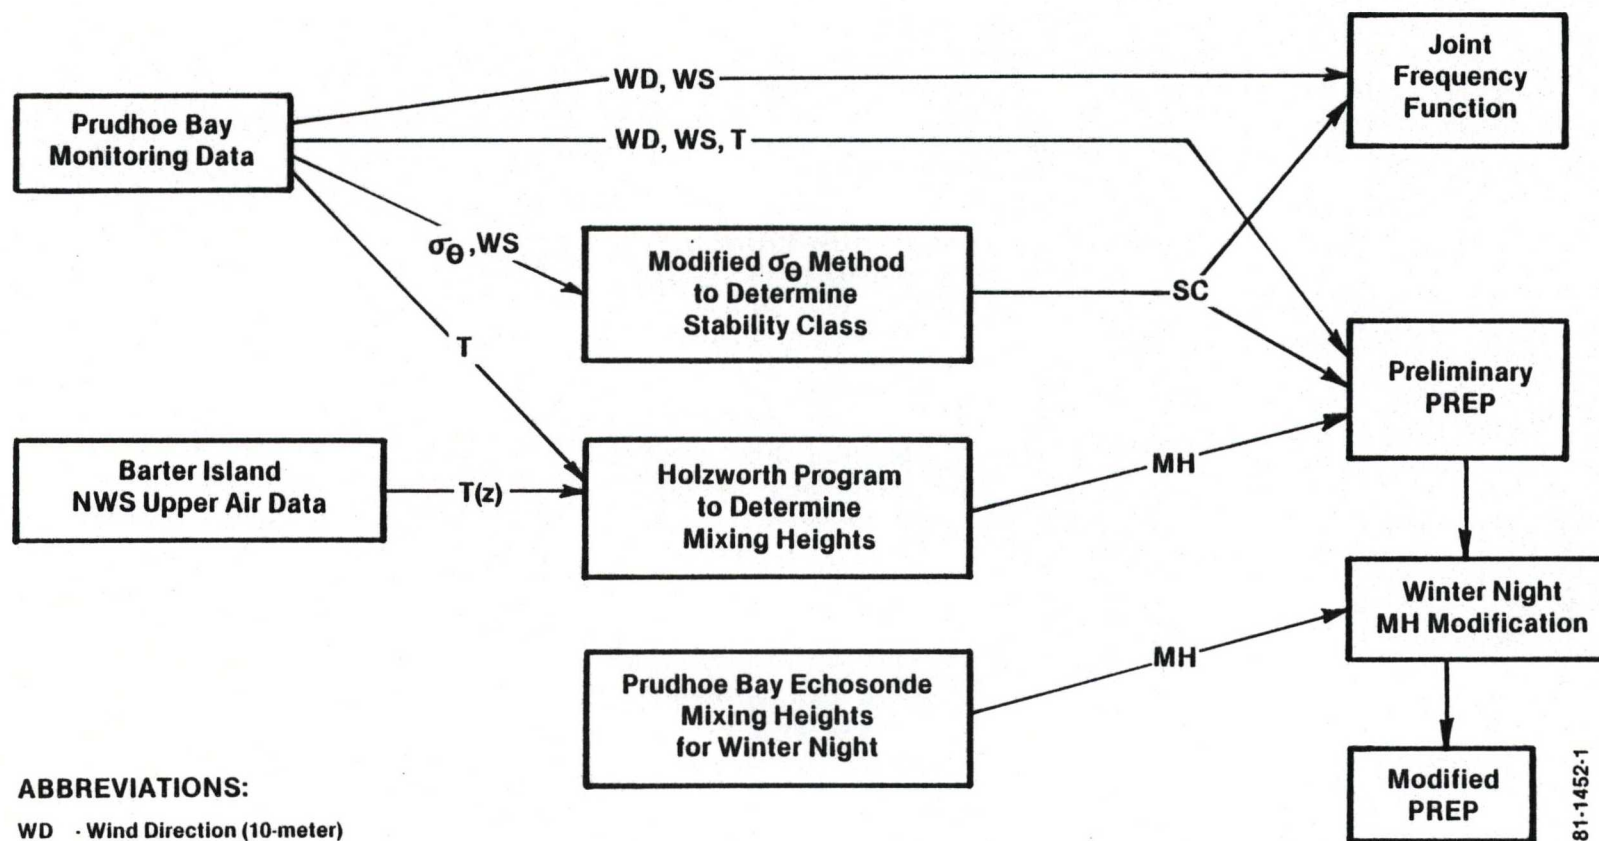 Joint
Frequency
Function
WD, WS
Prudhoe Bay
Monitoring Data
WD, WS, T
σθ,WS
Modified σθ Method
to Determine
Stability Class
SC
T
Preliminary
PREP
Barter Island
NWS Upper Air Data
T(z)
Holzworth Program
to Determine
Mixing Heights
MH
Winter Night
MH Modification
Prudhoe Bay Echosonde
Mixing Heights
for Winter Night
MH
Modified
PREP
81-1452-1
ABBREVIATIONS:
WD - Wind Direction (10-meter)